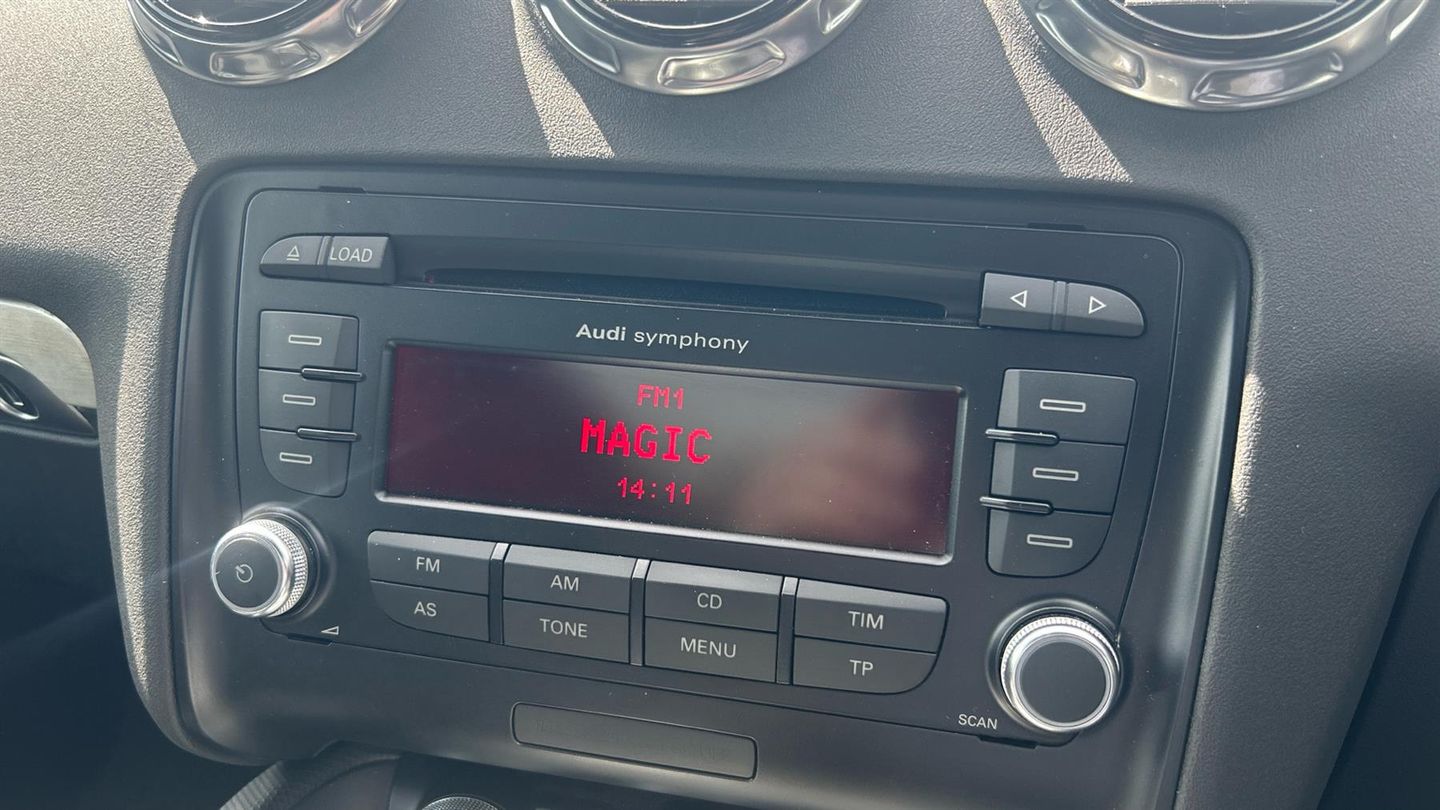 LOAD
Audi symphony
FM1
MAGIC
14:11
FM AM CD TIM
AS TONE MENU TP
SCAN